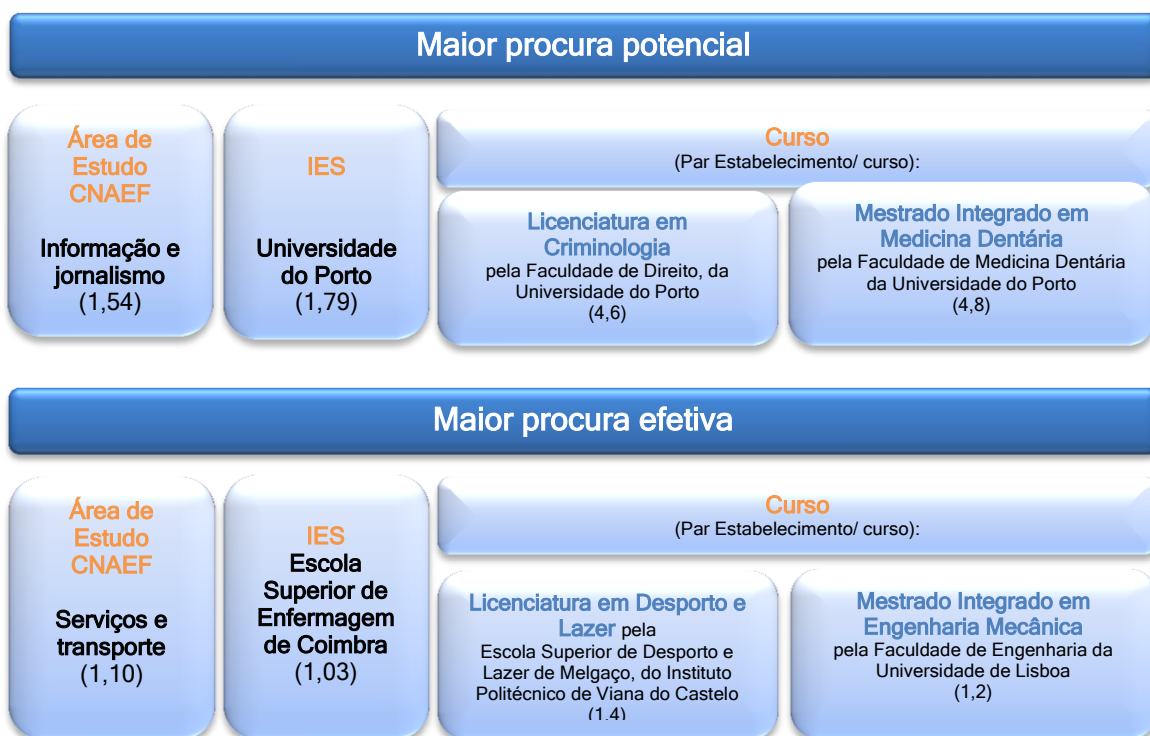 Maior procura potencial
Área de
Estudo
CNAEF
Informação e
jornalismo
(1,54)
IES
Universidade
do Porto
(1,79)
Curso
(Par Estabelecimento/ curso):
Licenciatura em
Criminologia
pela Faculdade de Direito, da
Universidade do Porto
(4,6)
Mestrado Integrado em
Medicina Dentária
pela Faculdade de Medicina Dentária
da Universidade do Porto
(4,8)
Maior procura efetiva
Área de
Estudo
CNAEF
Serviços e
transporte
(1,10)
IES
Escola
Superior de
Enfermagem
de Coimbra
(1,03)
Curso
(Par Estabelecimento/ curso):
Licenciatura em Desporto e
Lazer pela
Escola Superior de Desporto e
Lazer de Melgaço, do Instituto
Politécnico de Viana do Castelo
(1,4)
Mestrado Integrado em
Engenharia Mecânica
pela Faculdade de Engenharia da
Universidade de Lisboa
(1,2)